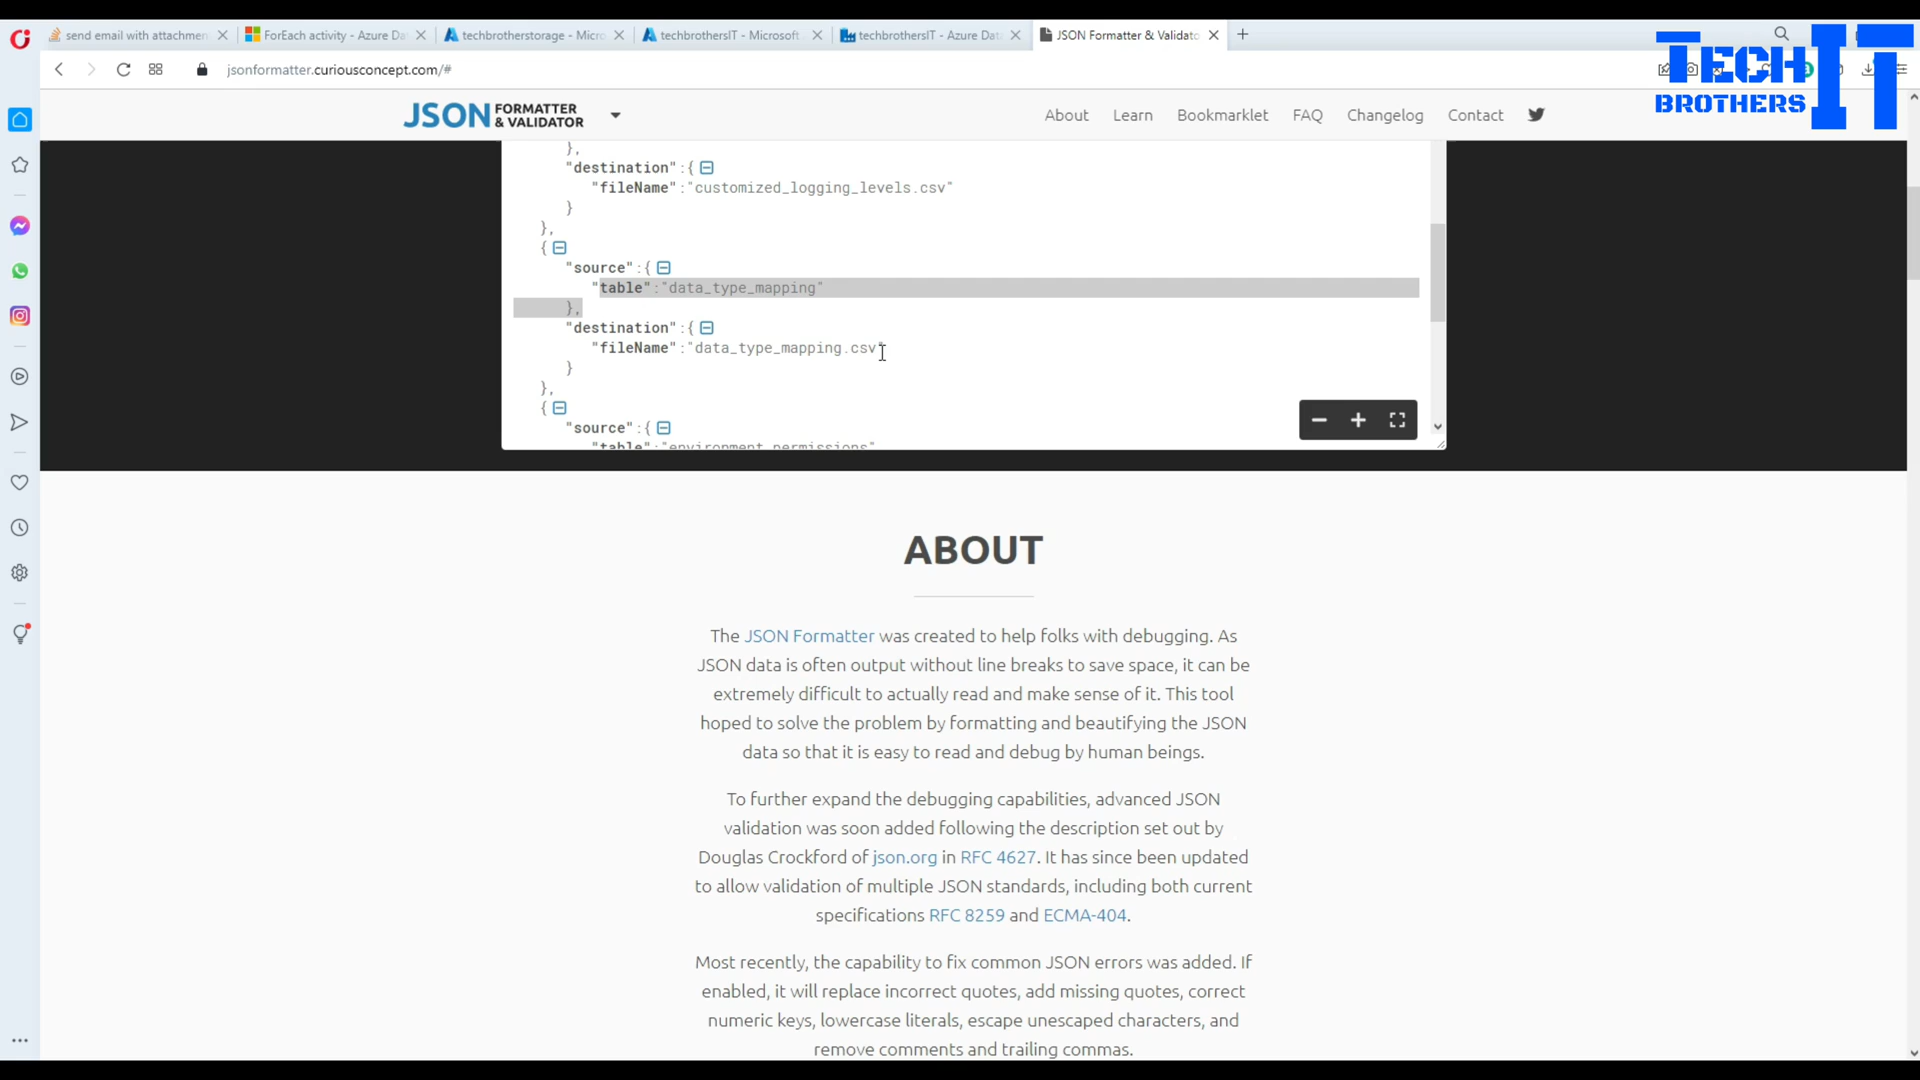 send email with attachmen
ForEach activity - Azure Da
techbrotherstorage - Micro
techbrothersIT - Microsoft
techbrothersIT - Azure Dat
JSON Formatter & Validato
jsonformatter.curiousconcept.com/#
TECH IT
BROTHERS
JSON FORMATTER & VALIDATOR
About Learn Bookmarklet FAQ Changelog Contact
},
"destination":{
"fileName":"customized_logging_levels.csv"
}
},
{
"source":{
"table":"data_type_mapping"
},
"destination":{
"fileName":"data_type_mapping.csv"
}
},
{
"source":{
"table":"environment_permissions"
ABOUT
The JSON Formatter was created to help folks with debugging. As
JSON data is often output without line breaks to save space, it can be
extremely difficult to actually read and make sense of it. This tool
hoped to solve the problem by formatting and beautifying the JSON
data so that it is easy to read and debug by human beings.
To further expand the debugging capabilities, advanced JSON
validation was soon added following the description set out by
Douglas Crockford of json.org in RFC 4627. It has since been updated
to allow validation of multiple JSON standards, including both current
specifications RFC 8259 and ECMA-404.
Most recently, the capability to fix common JSON errors was added. If
enabled, it will replace incorrect quotes, add missing quotes, correct
numeric keys, lowercase literals, escape unescaped characters, and
remove comments and trailing commas.